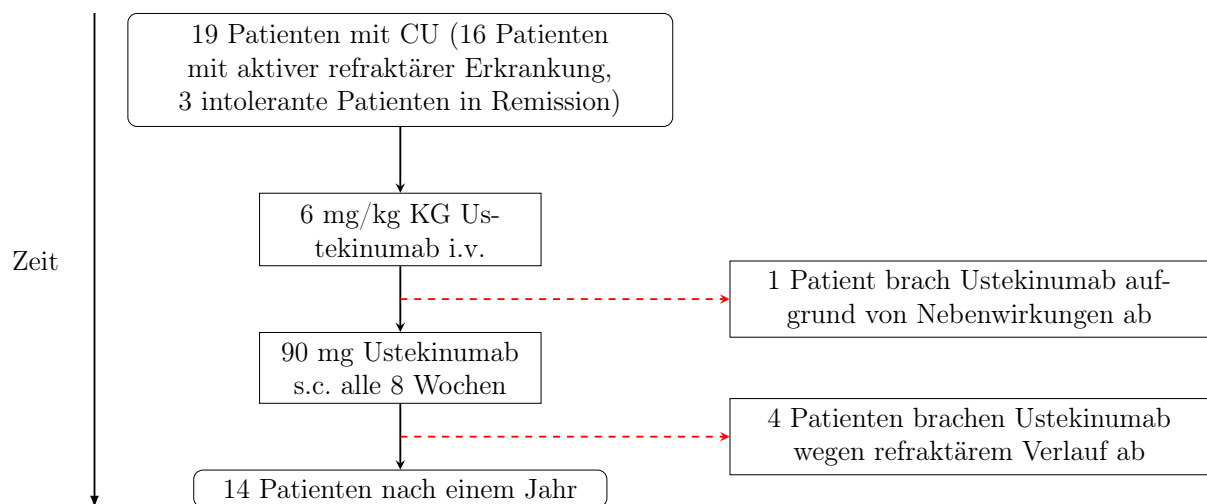 19 Patienten mit CU (16 Patienten
mit aktiver refraktärer Erkrankung,
3 intolerante Patienten in Remission)
6 mg/kg KG Us-
tekinumab i.v.
Zeit
1 Patient brach Ustekinumab auf-
grund von Nebenwirkungen ab
90 mg Ustekinumab
s.c. alle 8 Wochen
4 Patienten brachen Ustekinumab
wegen refraktärem Verlauf ab
14 Patienten nach einem Jahr